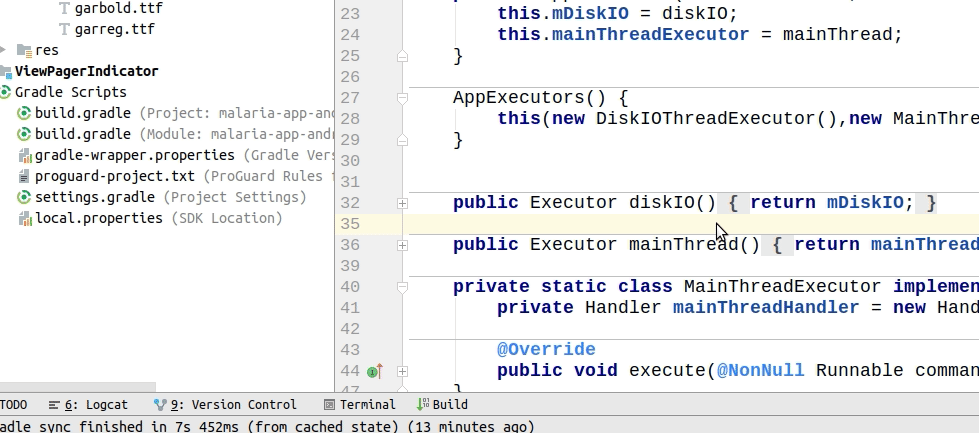 garbold.ttf
garreg.ttf
res
ViewPagerIndicator
Gradle Scripts
build.gradle (Project: malaria-app-and
build.gradle (Module: malaria-app-andr
gradle-wrapper.properties (Gradle Vers
proguard-project.txt (ProGuard Rules f
settings.gradle (Project Settings)
local.properties (SDK Location)
23 this.mDiskIO = diskIO;
24 this.mainThreadExecutor = mainThread;
25 }
26
27 AppExecutors() {
28 this(new DiskIOThreadExecutor(),new MainThre
29 }
30
31
32 public Executor diskIO() { return mDiskIO; }
35
36 public Executor mainThread() { return mainThread
39
40 private static class MainThreadExecutor implemen
41 private Handler mainThreadHandler = new Hand
42
43 @Override
44 public void execute(@NonNull Runnable comman
47 }
TODO 6: Logcat 9: Version Control Terminal Build
adle sync finished in 7s 452ms (from cached state) (13 minutes ago)